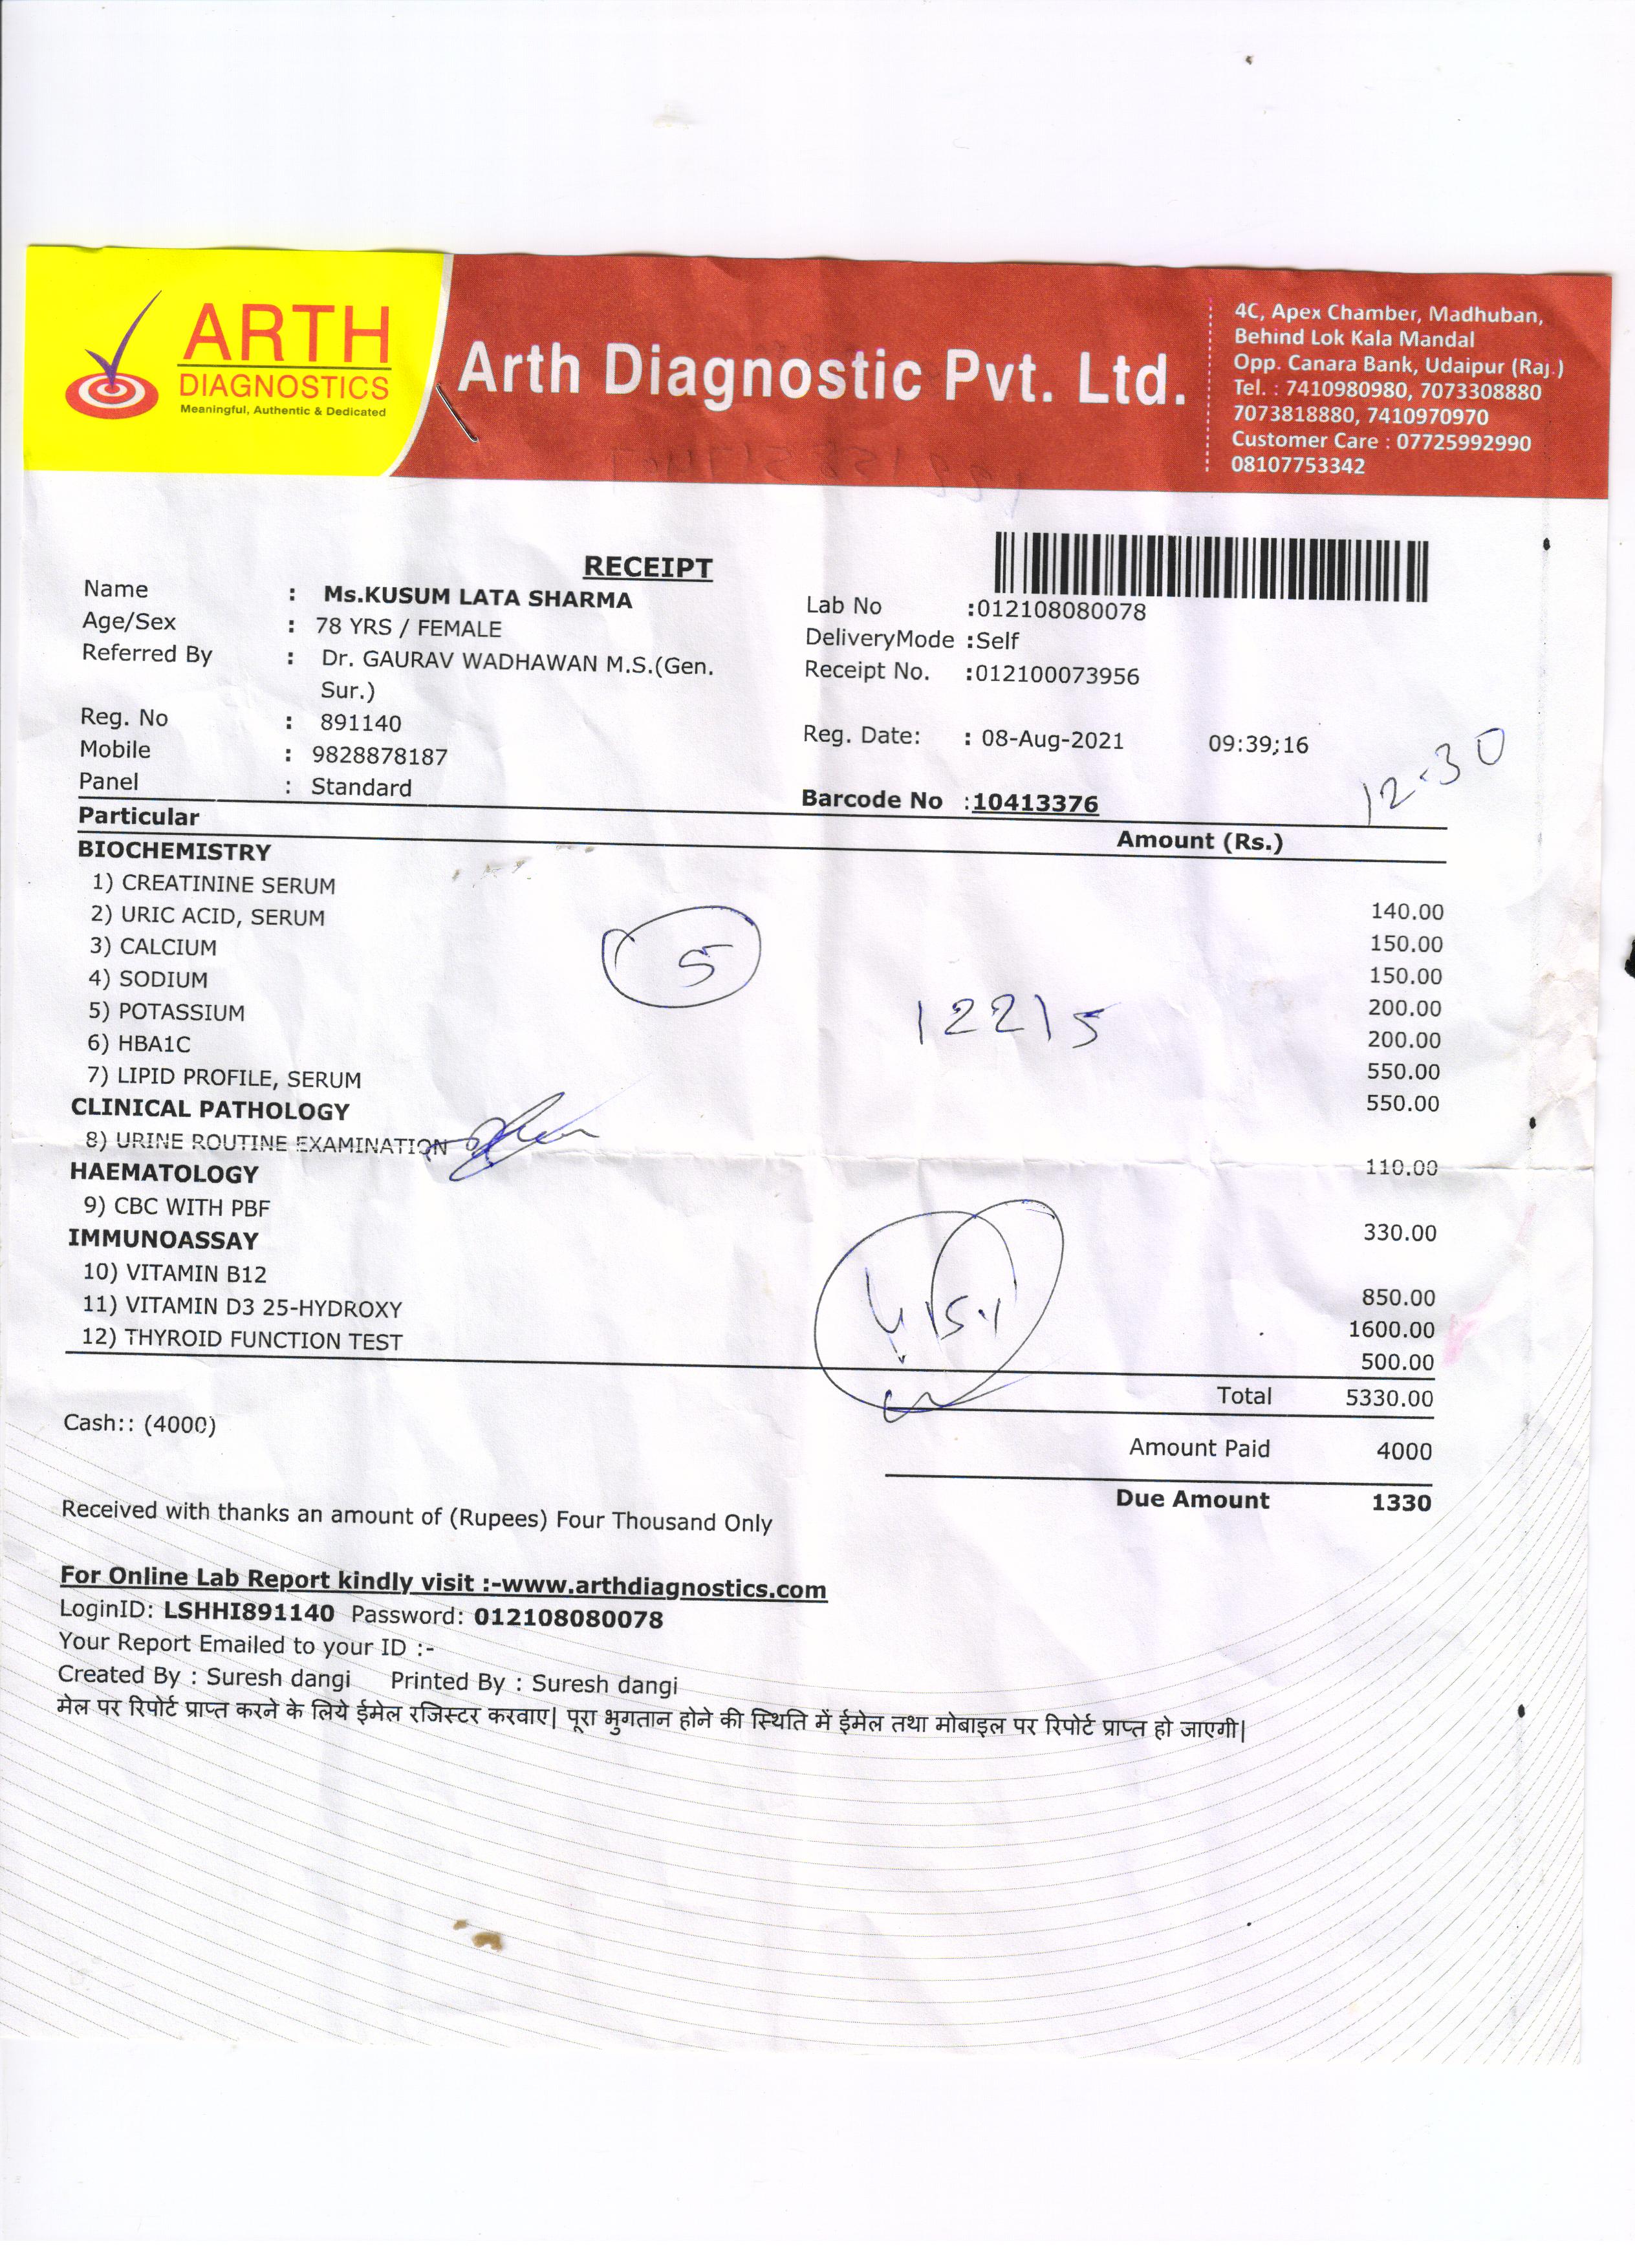 ARTH
DIAGNOSTICS
Meaningful, Authentic & Dedicated
Arth Diagnostic Pvt. Ltd.
4C, Apex Chamber, Madhuban,
Behind Lok Kala Mandal
Opp. Canara Bank, Udaipur (Raj.)
Tel. : 7410980980, 7073308880
7073818880, 7410970970
Customer Care : 07725992990
08107753342
RECEIPT
Name : Ms.KUSUM LATA SHARMA
Lab No :012108080078
Age/Sex : 78 YRS / FEMALE
DeliveryMode :Self
Referred By : Dr. GAURAV WADHAWAN M.S.(Gen.
Sur.)
Receipt No. :012100073956
Reg. No : 891140
Reg. Date: : 08-Aug-2021 09:39;16
Mobile : 9828878187
12.30
Panel : Standard
Barcode No :10413376
Particular Amount (Rs.)
BIOCHEMISTRY
1) CREATININE SERUM 140.00
2) URIC ACID, SERUM 150.00
3) CALCIUM 150.00
4) SODIUM 200.00
5) POTASSIUM 200.00
6) HBA1C 550.00
7) LIPID PROFILE, SERUM 550.00
5
12215
CLINICAL PATHOLOGY
8) URINE ROUTINE EXAMINATION 110.00
HAEMATOLOGY
9) CBC WITH PBF 330.00
IMMUNOASSAY
10) VITAMIN B12 850.00
11) VITAMIN D3 25-HYDROXY 1600.00
12) THYROID FUNCTION TEST 500.00
Total 5330.00
Cash:: (4000)
Amount Paid 4000
Due Amount 1330
Received with thanks an amount of (Rupees) Four Thousand Only
For Online Lab Report kindly visit :-www.arthdiagnostics.com
LoginID: LSHHI891140 Password: 012108080078
Your Report Emailed to your ID :-
Created By : Suresh dangi Printed By : Suresh dangi
मेल पर रिपोर्ट प्राप्त करने के लिये ईमेल रजिस्टर करवाए| पूरा भुगतान होने की स्थिति में ईमेल तथा मोबाइल पर रिपोर्ट प्राप्त हो जाएगी|